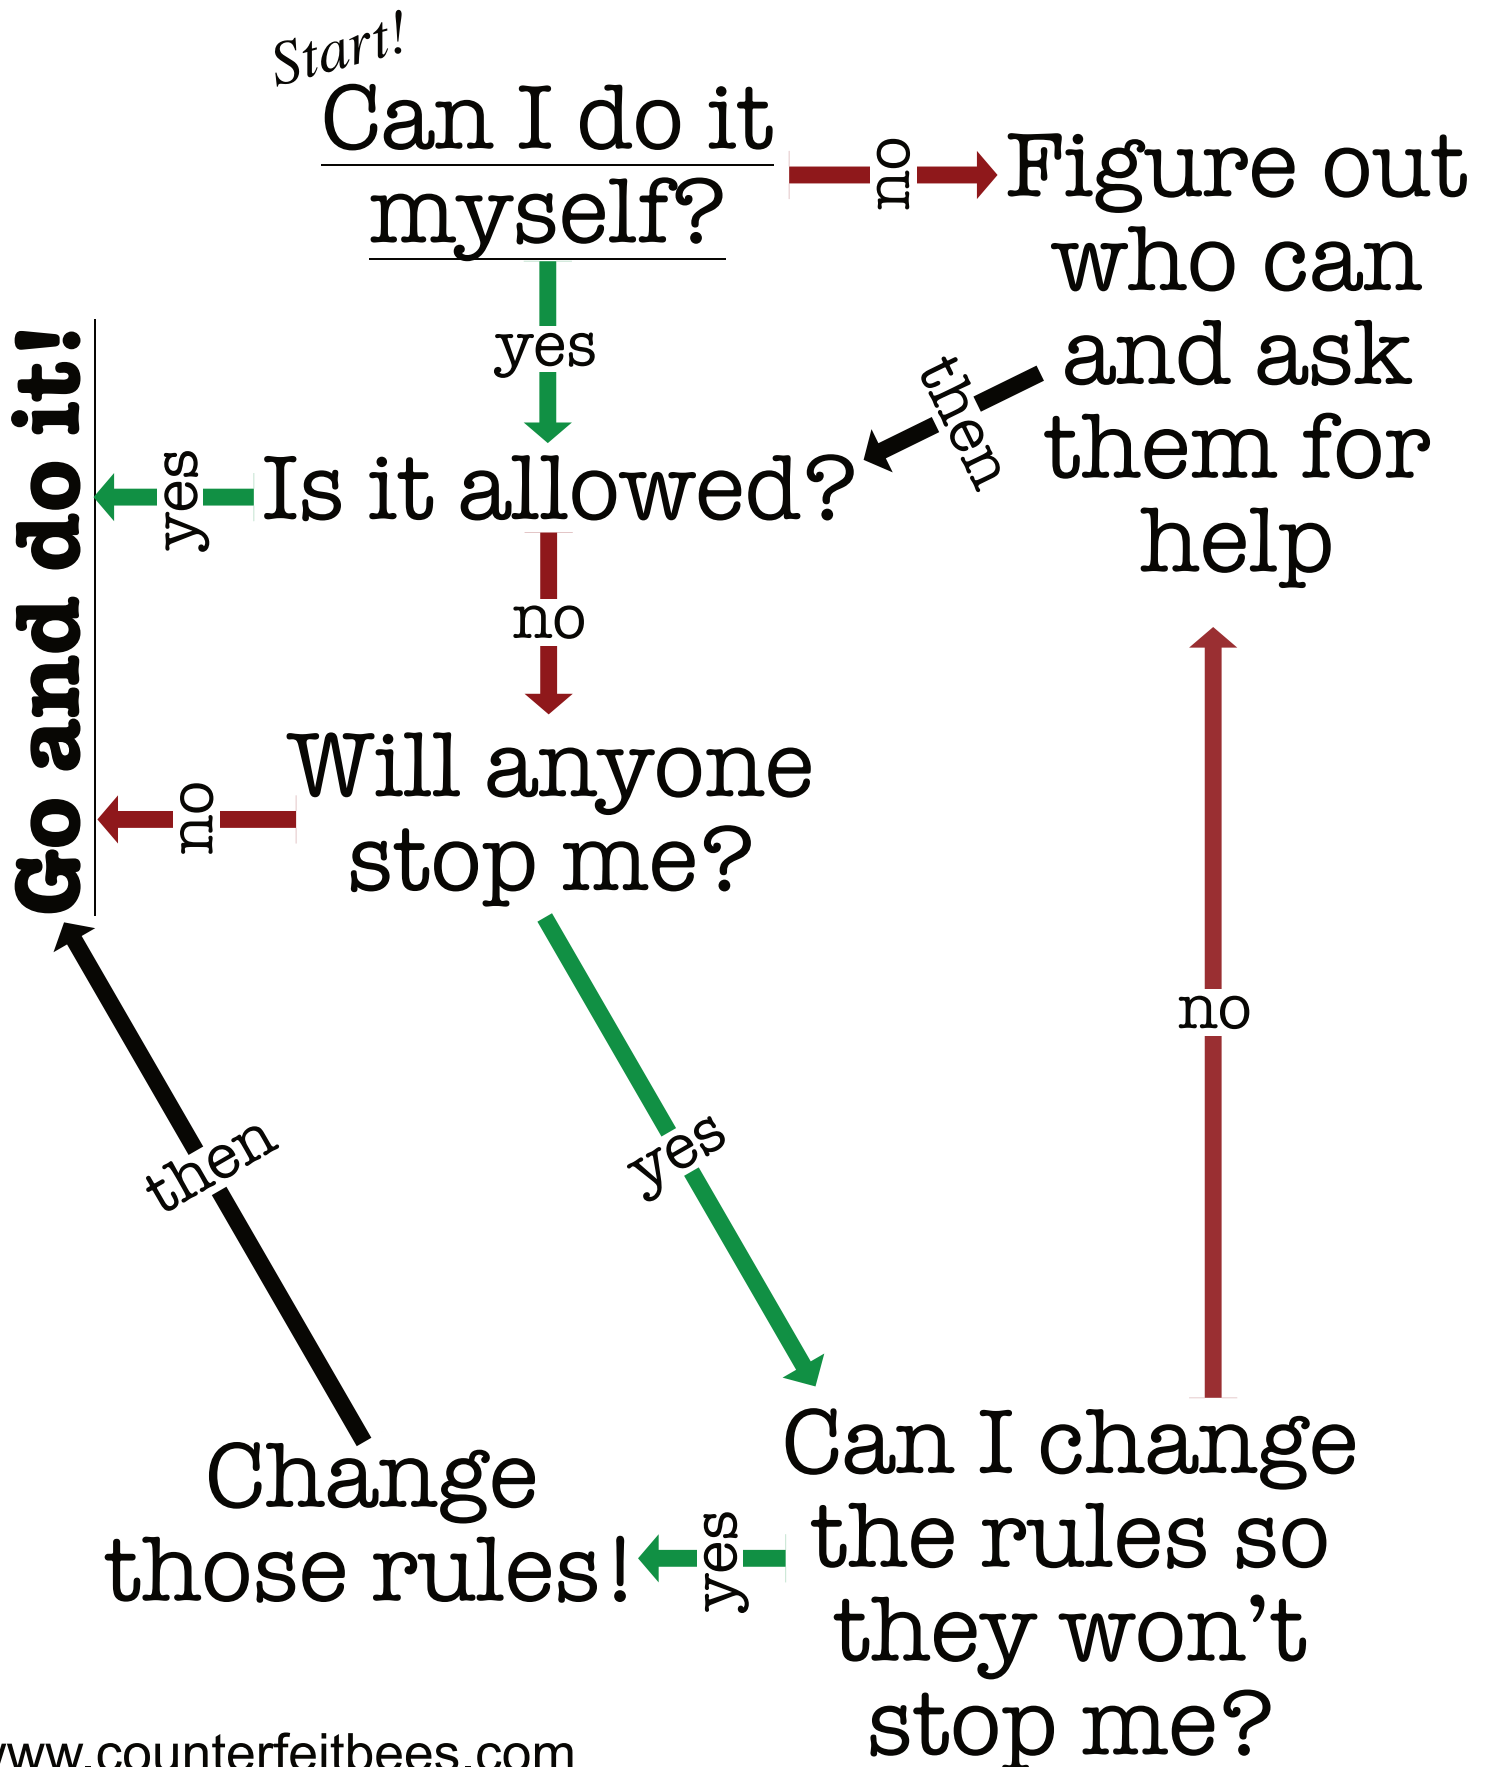 Start!
Can I do it
myself?
no
Figure out
who can
and ask
them for
help
then
yes
Is it allowed?
yes
Go and do it!
no
Will anyone
stop me?
no
yes
no
Can I change
the rules so
they won’t
stop me?
yes
Change
those rules!
then
www.counterfeitbees.com